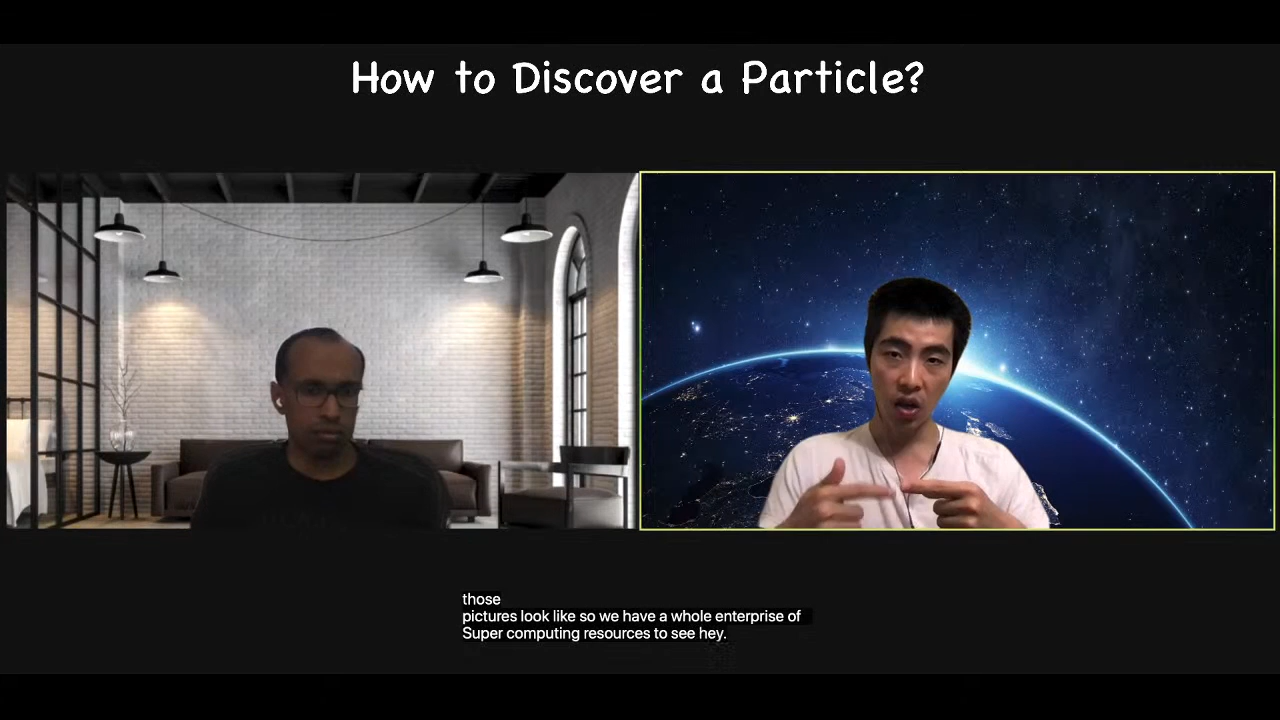 How to Discover a Particle?
those
pictures look like so we have a whole enterprise of
Super computing resources to see hey.